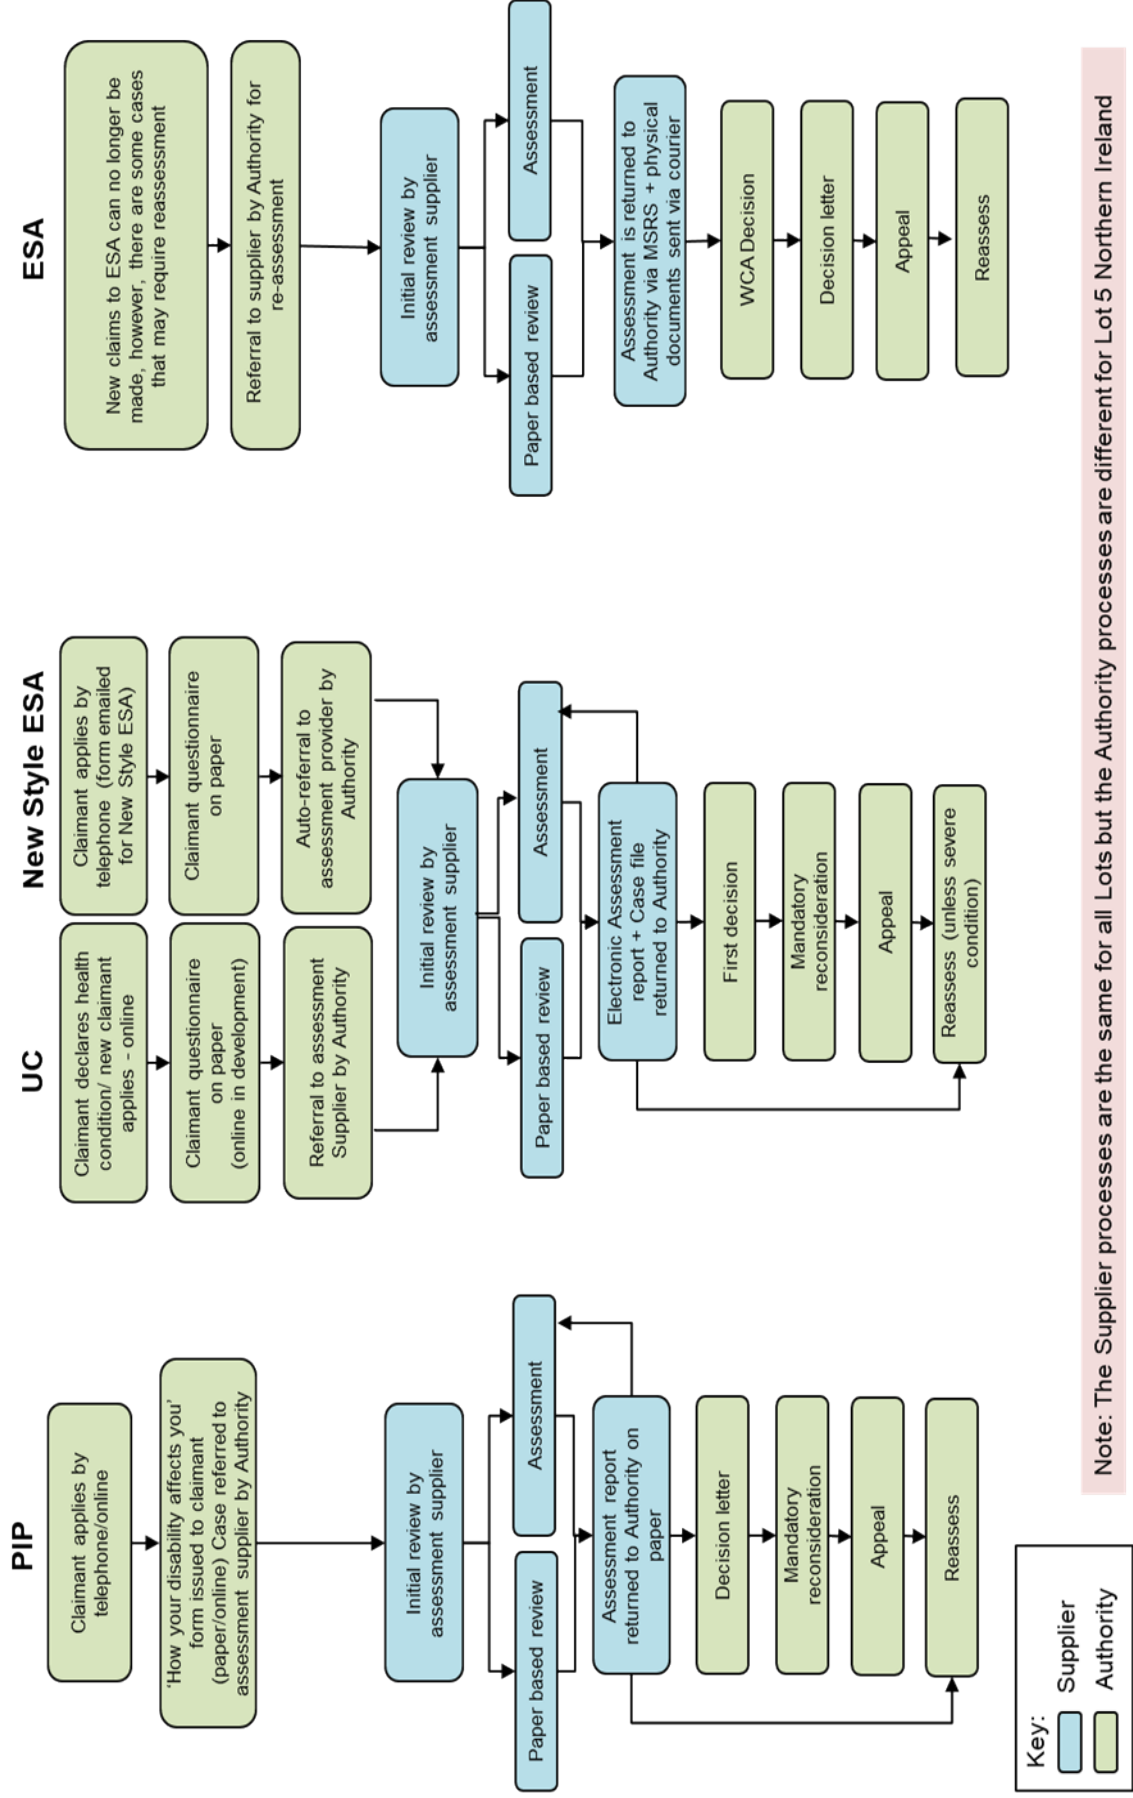 PIP
Claimant applies by
telephone/online
'How your disability affects you'
form issued to claimant
(paper/online) Case referred to
assessment supplier by Authority
Initial review by
assessment supplier
Paper based review
Assessment
Assessment report
returned to Authority on
paper
Decision letter
Mandatory
reconsideration
Appeal
Reassess
UC
Claimant declares health
condition/ new claimant
applies - online
Claimant questionnaire
on paper
(online in development)
Referral to assessment
Supplier by Authority
New Style ESA
Claimant applies by
telephone (form emailed
for New Style ESA)
Claimant questionnaire
on paper
Auto-referral to
assessment provider by
Authority
Initial review by
assessment supplier
Paper based review
Assessment
Electronic Assessment
report + Case file
returned to Authority
First decision
Mandatory
reconsideration
Appeal
Reassess (unless severe
condition)
ESA
New claims to ESA can no longer be
made, however, there are some cases
that may require reassessment
Referral to supplier by Authority for
re-assessment
Initial review by
assessment supplier
Paper based review
Assessment
Assessment is returned to
Authority via MSRS + physical
documents sent via courier
WCA Decision
Decision letter
Appeal
Reassess
Key:
Supplier
Authority
Note: The Supplier processes are the same for all Lots but the Authority processes are different for Lot 5 Northern Ireland